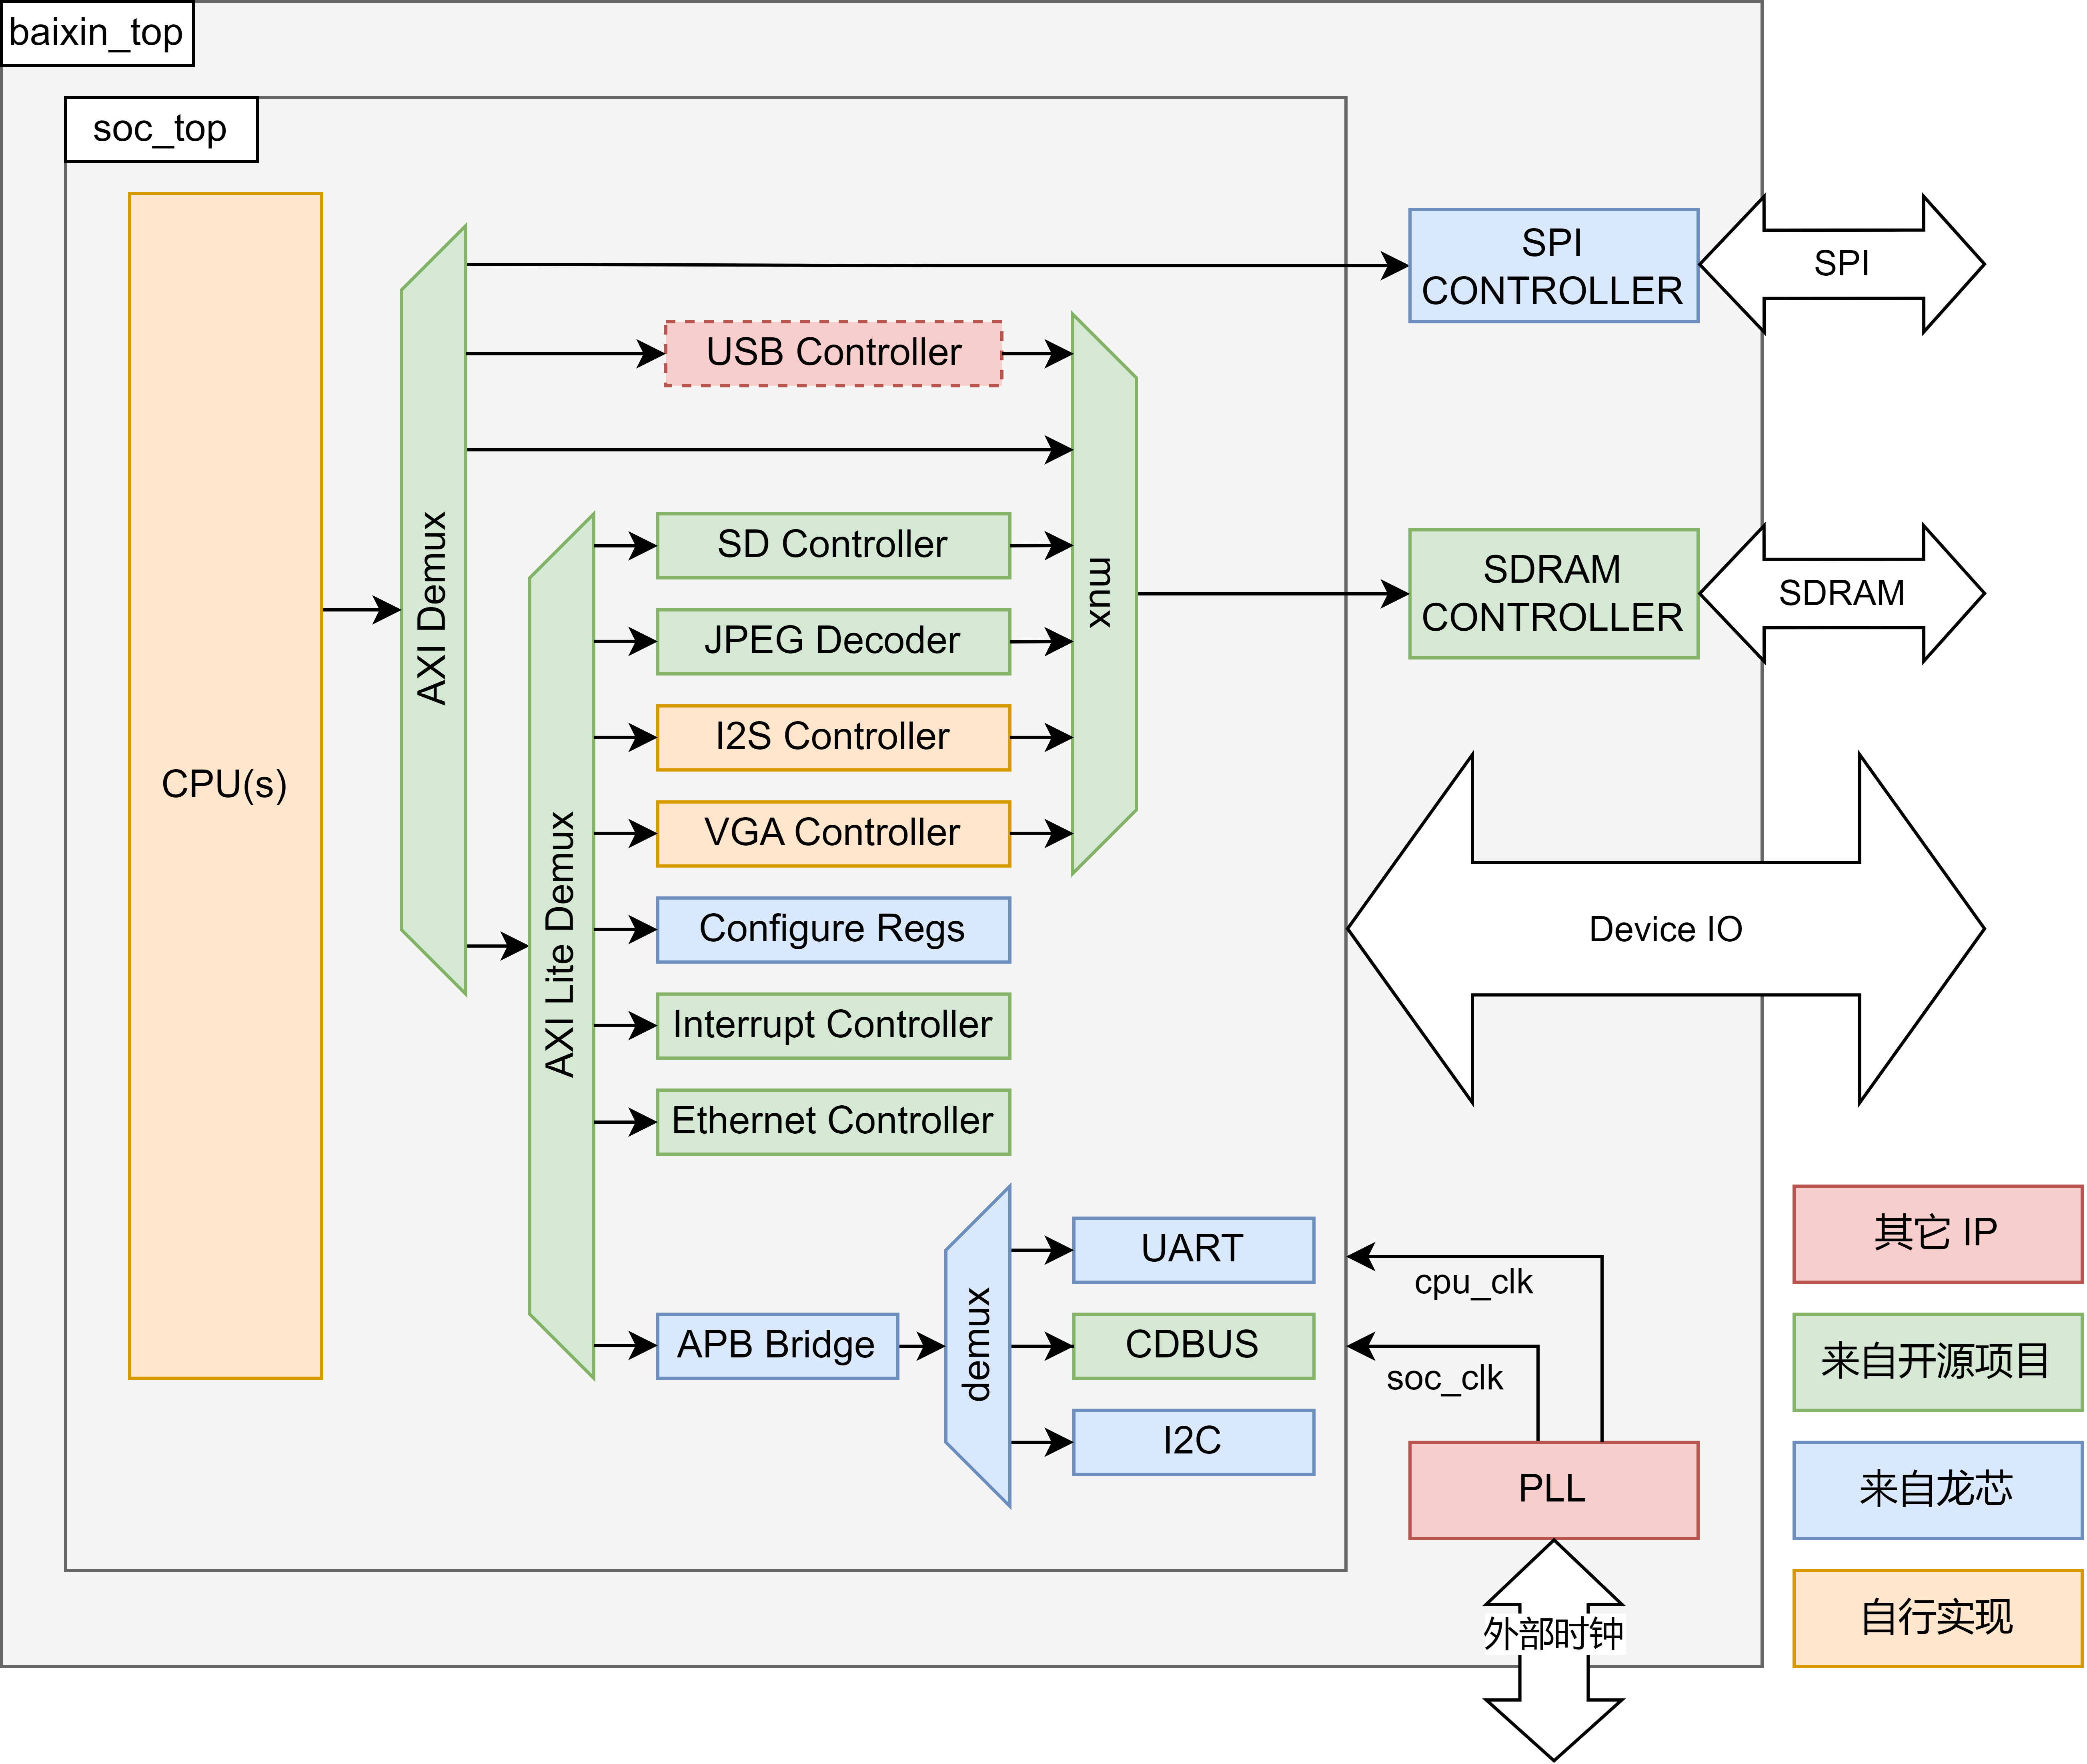 baixin_top
soc_top
CPU(s)
AXI Demux
AXI Lite Demux
USB Controller
SD Controller
JPEG Decoder
I2S Controller
VGA Controller
Configure Regs
Interrupt Controller
Ethernet Controller
APB Bridge
demux
UART
CDBUS
I2C
mux
SPI
CONTROLLER
SPI
SDRAM
CONTROLLER
SDRAM
Device IO
cpu_clk
soc_clk
PLL
外部时钟
其它 IP
来自开源项目
来自龙芯
自行实现